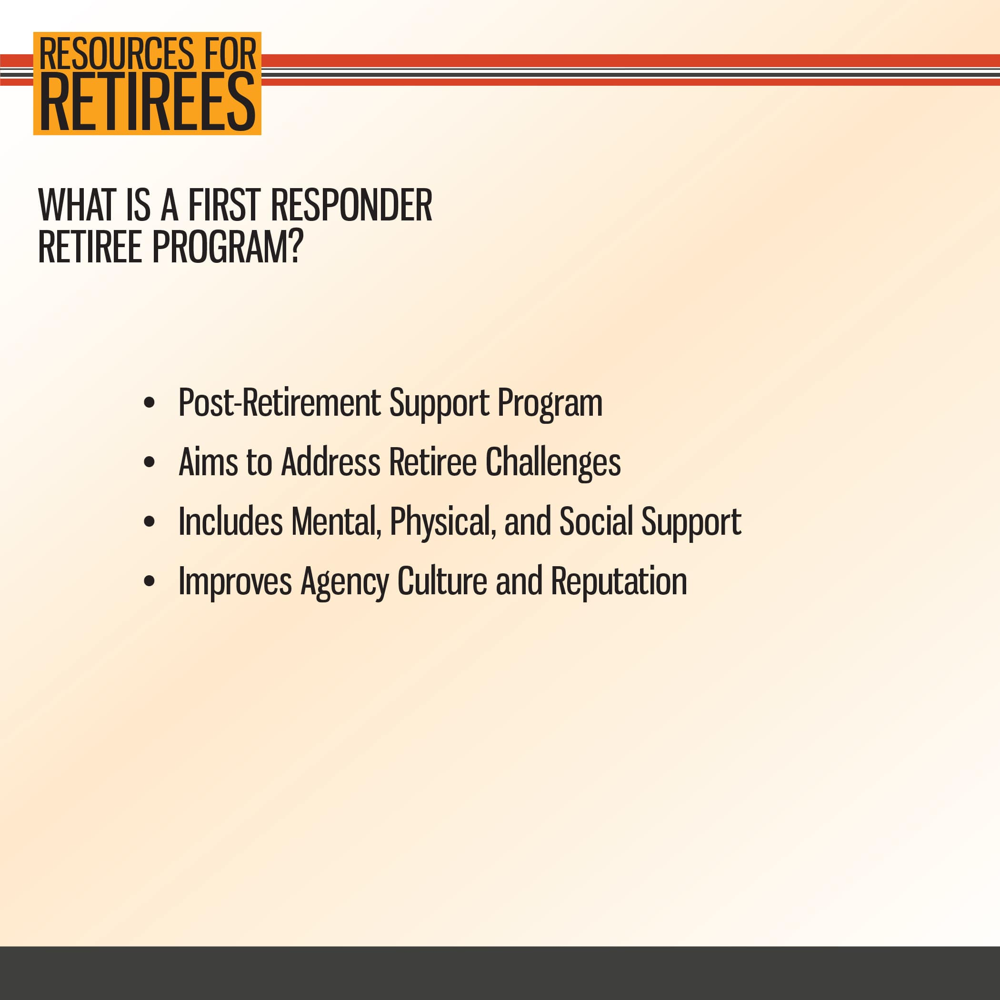 RESOURCES FOR
RETIREES
WHAT IS A FIRST RESPONDER
RETIREE PROGRAM?
• Post-Retirement Support Program
• Aims to Address Retiree Challenges
• Includes Mental, Physical, and Social Support
• Improves Agency Culture and Reputation